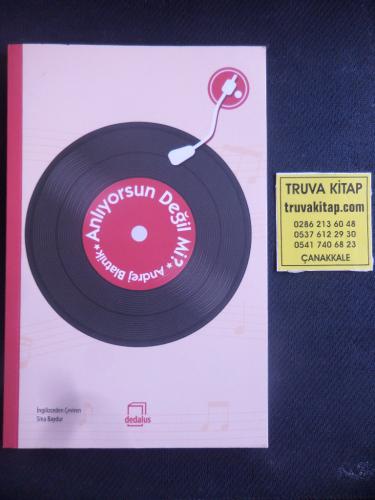 Anlıyorsun Değil Mi?
* Andrej Blatnik *
İngilizceden Çeviren
Sina Baydur
dedalus
TRUVA KİTAP
truvakitap.com
0286 213 60 48
0537 612 29 30
0541 740 68 23
ÇANAKKALE